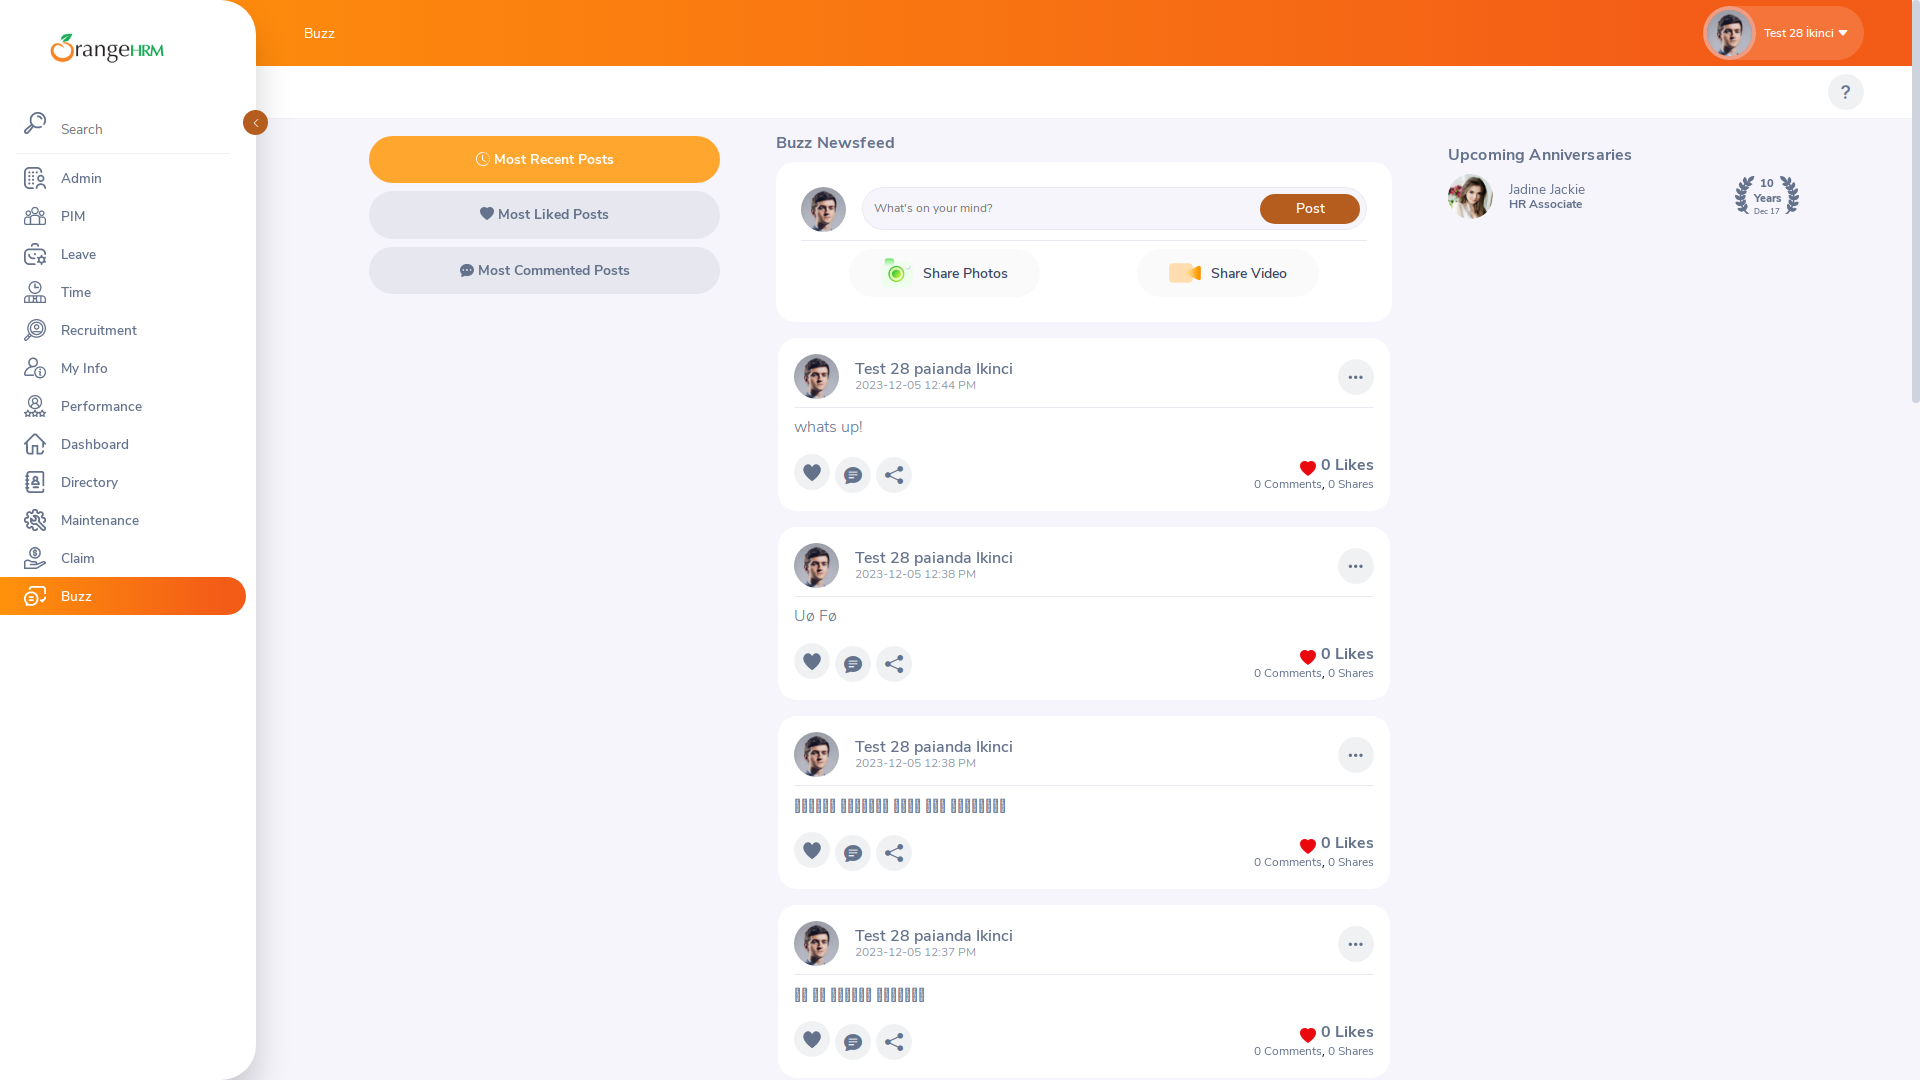 OrangeHRM
Buzz
Test 28 İkinci
?
Search
Admin
PIM
Leave
Time
Recruitment
My Info
Performance
Dashboard
Directory
Maintenance
Claim
Buzz
Most Recent Posts
Most Liked Posts
Most Commented Posts
Buzz Newsfeed
What's on your mind?
Post
Share Photos
Share Video
Test 28 paianda Ikinci
2023-12-05 12:44 PM
whats up!
0 Likes
0 Comments, 0 Shares
Test 28 paianda Ikinci
2023-12-05 12:38 PM
Uø Fø
0 Likes
0 Comments, 0 Shares
Test 28 paianda Ikinci
2023-12-05 12:38 PM
0 Likes
0 Comments, 0 Shares
Test 28 paianda Ikinci
2023-12-05 12:37 PM
0 Likes
0 Comments, 0 Shares
Upcoming Anniversaries
Jadine Jackie
HR Associate
10
Years
Dec 17